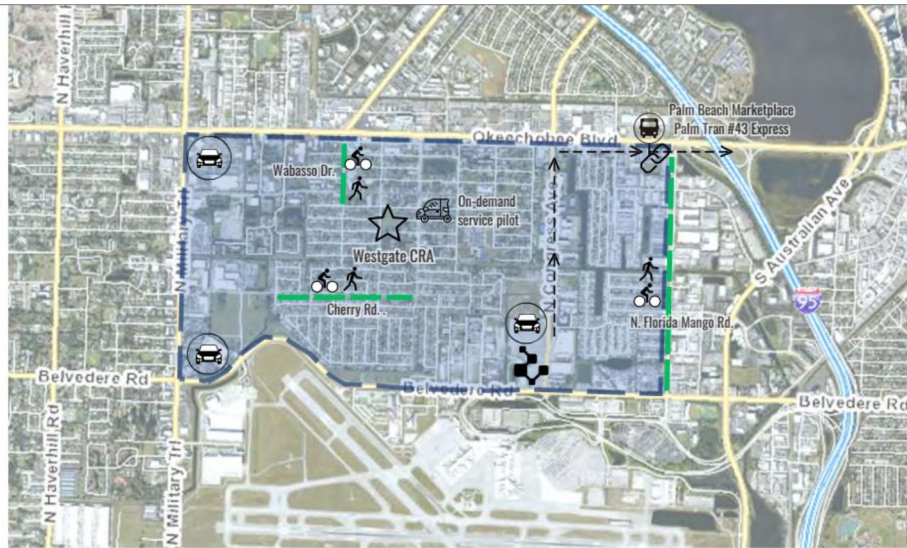 N Haverhill R
Palm Beach Marketplace
Palm Tran #43 Express
Okeechobee Blvd
Wabasso Dr.
On-demand
service pilot
Westgate CRA
S Australian Ave
95
Cherry Rd. .
N. Florida Mango Rd.
Belvedere Rd
Belvedere Rd
Belvedere Rd
N Haverhill Rd
N Military Trl